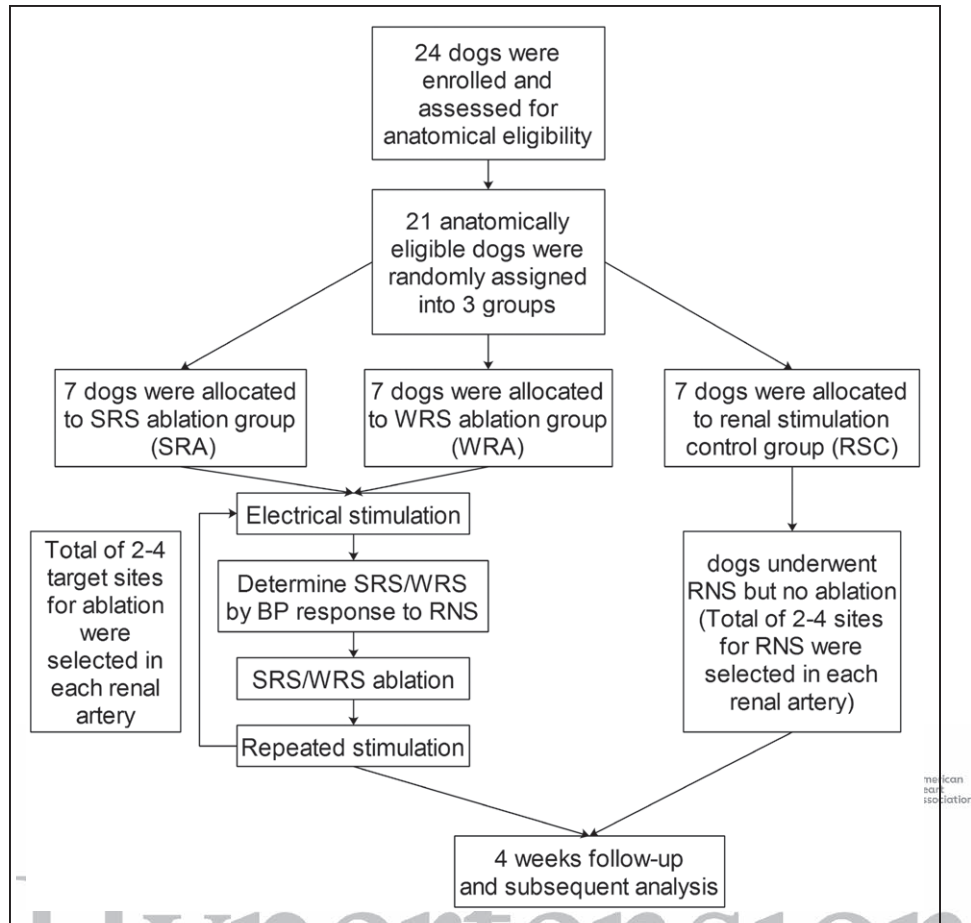 24 dogs were
enrolled and
assessed for
anatomical eligibility
21 anatomically
eligible dogs were
randomly assigned
into 3 groups
7 dogs were allocated
to SRS ablation group
(SRA)
7 dogs were allocated
to WRS ablation group
(WRA)
7 dogs were allocated
to renal stimulation
control group (RSC)
Electrical stimulation
Total of 2-4
target sites
for ablation
were
selected in
each renal
artery
Determine SRS/WRS
by BP response to RNS
SRS/WRS ablation
Repeated stimulation
dogs underwent
RNS but no ablation
(Total of 2-4 sites
for RNS were
selected in each
renal artery)
4 weeks follow-up
and subsequent analysis